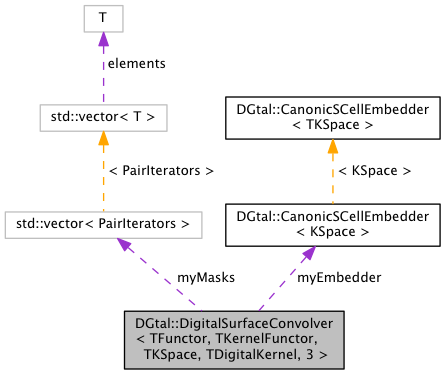 T
elements
std::vector< T >
DGtal::CanonicSCellEmbedder
< TKSpace >
< PairIterators >
< KSpace >
std::vector< PairIterators >
DGtal::CanonicSCellEmbedder
< KSpace >
myMasks
myEmbedder
DGtal::DigitalSurfaceConvolver
< TFunctor, TKernelFunctor,
TKSpace, TDigitalKernel, 3 >